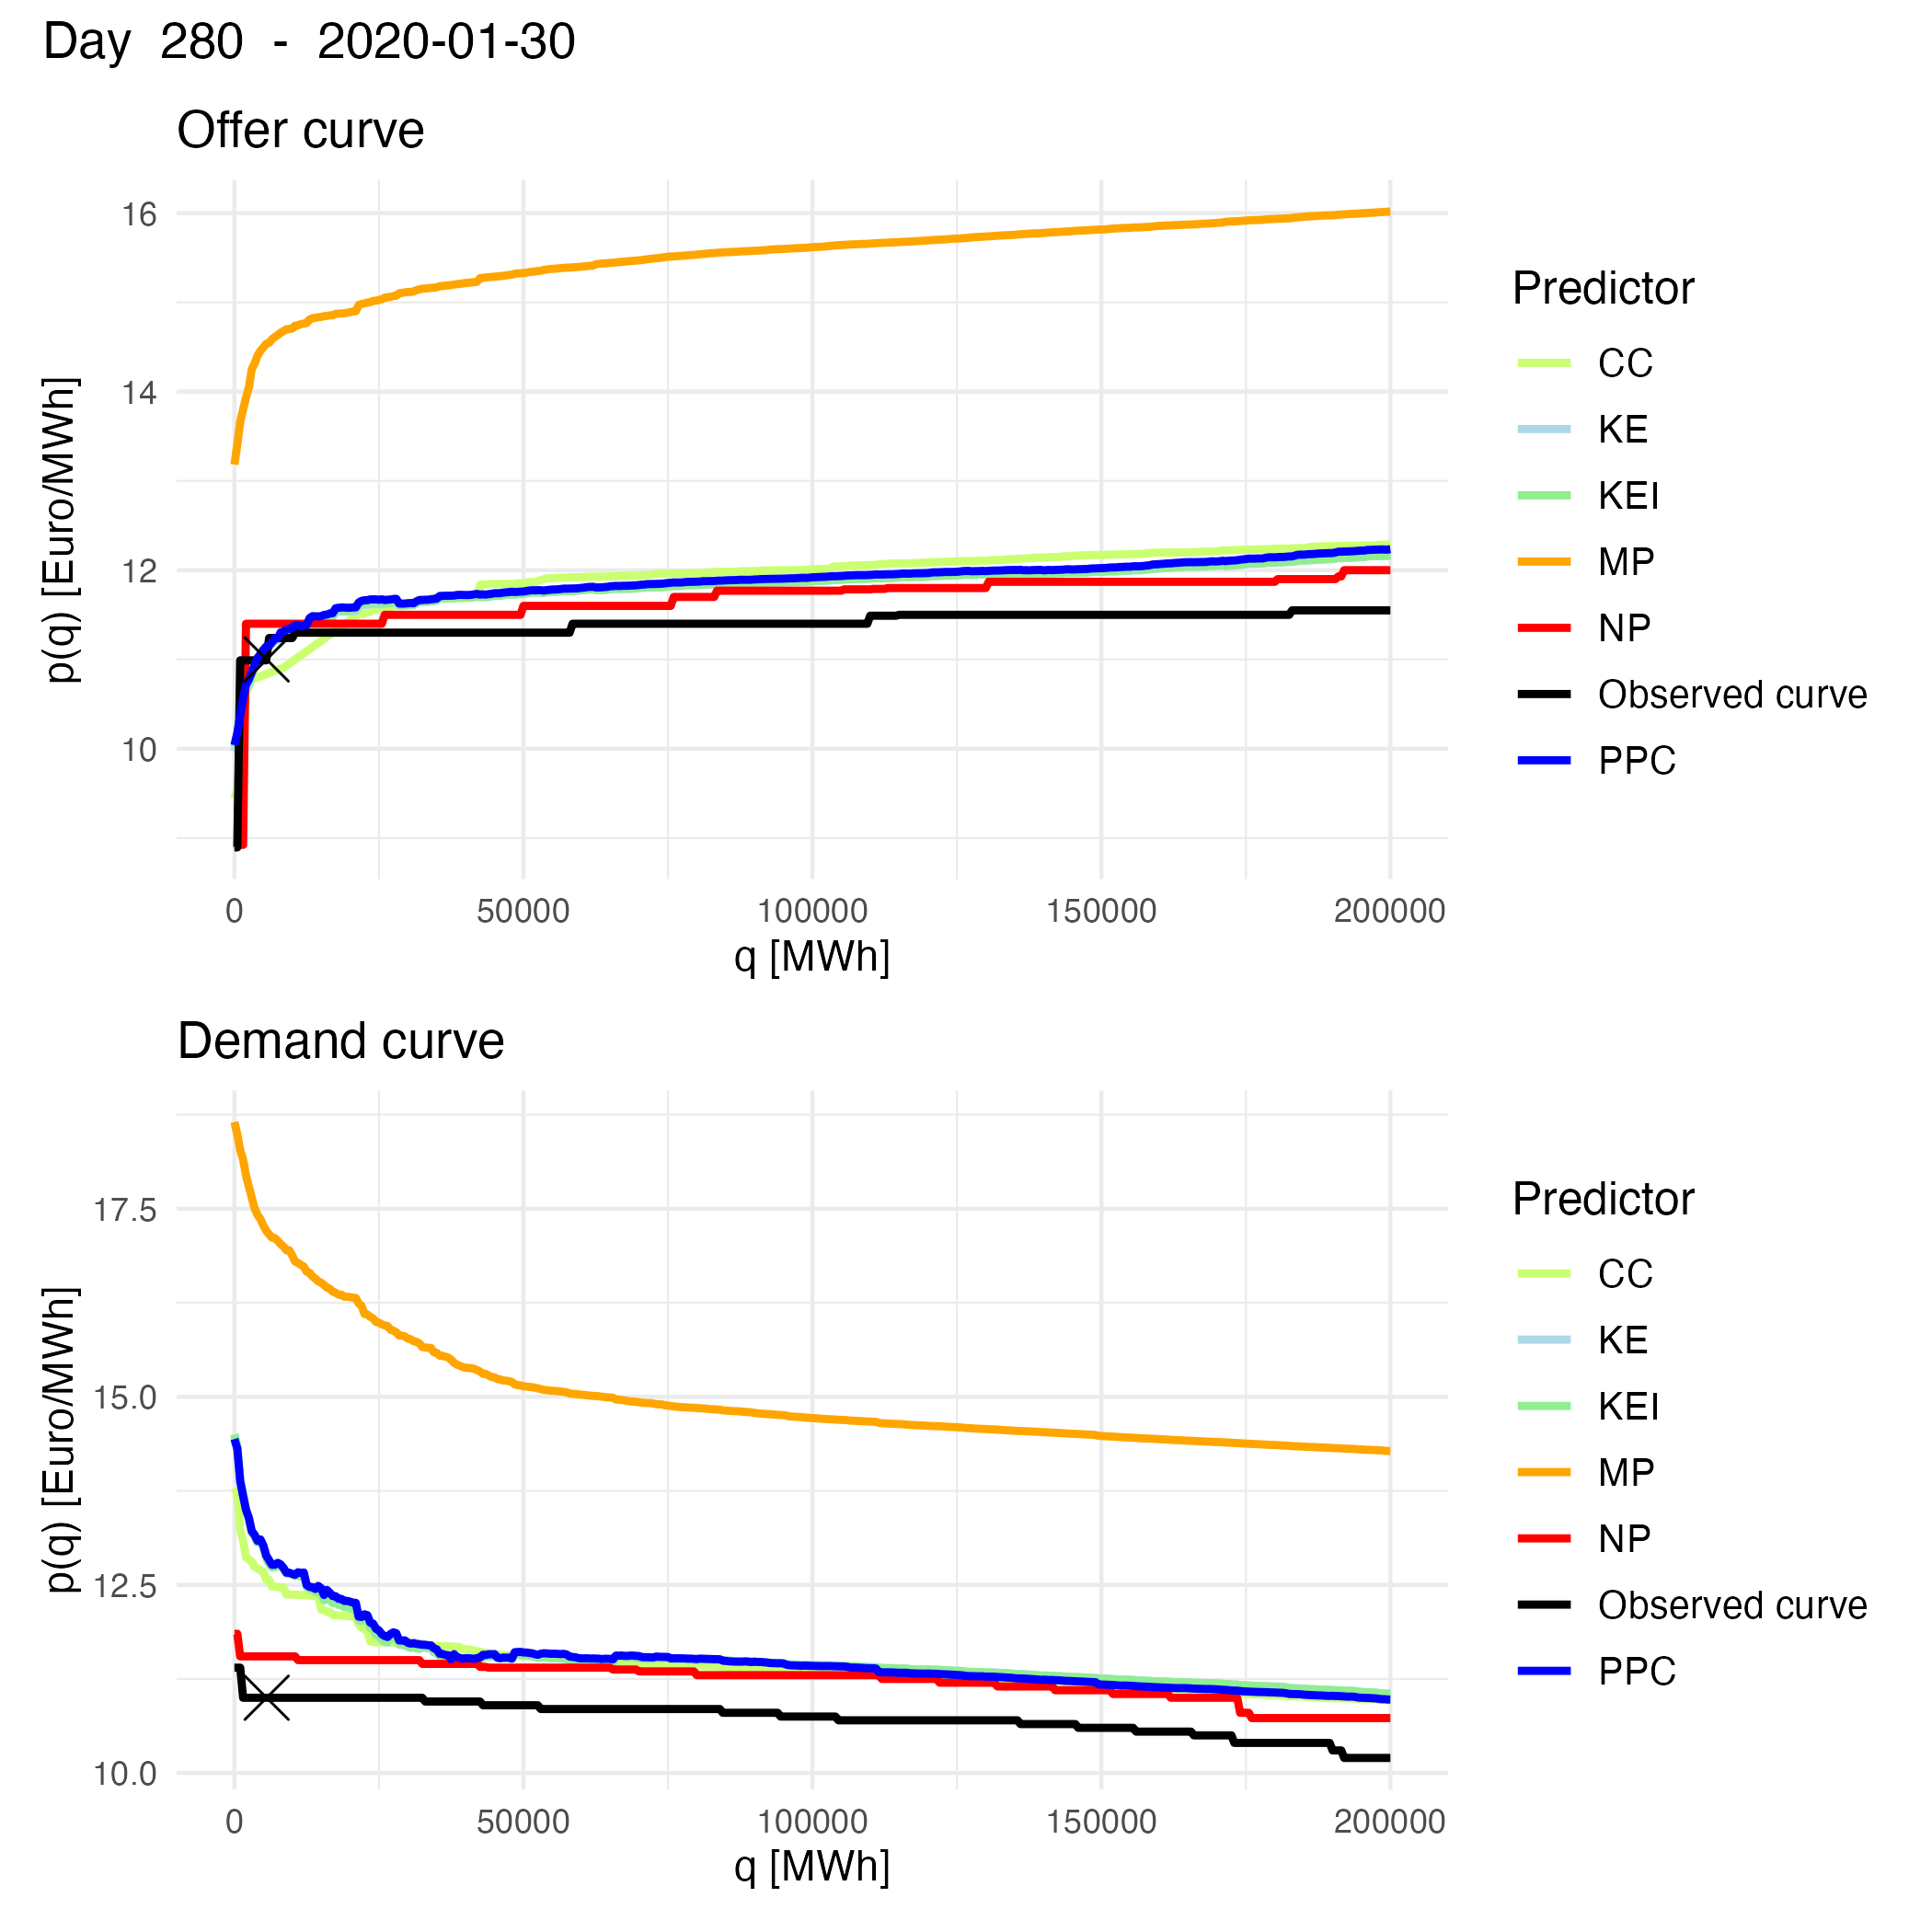 Day 280 - 2020-01-30
Offer curve
16
14
12
10
p(q) [Euro/MWh]
0 50000 100000 150000 200000
q [MWh]
Predictor
CC
KE
KEI
MP
NP
Observed curve
PPC
Demand curve
17.5
15.0
12.5
10.0
p(q) [Euro/MWh]
0 50000 100000 150000 200000
q [MWh]
Predictor
CC
KE
KEI
MP
NP
Observed curve
PPC